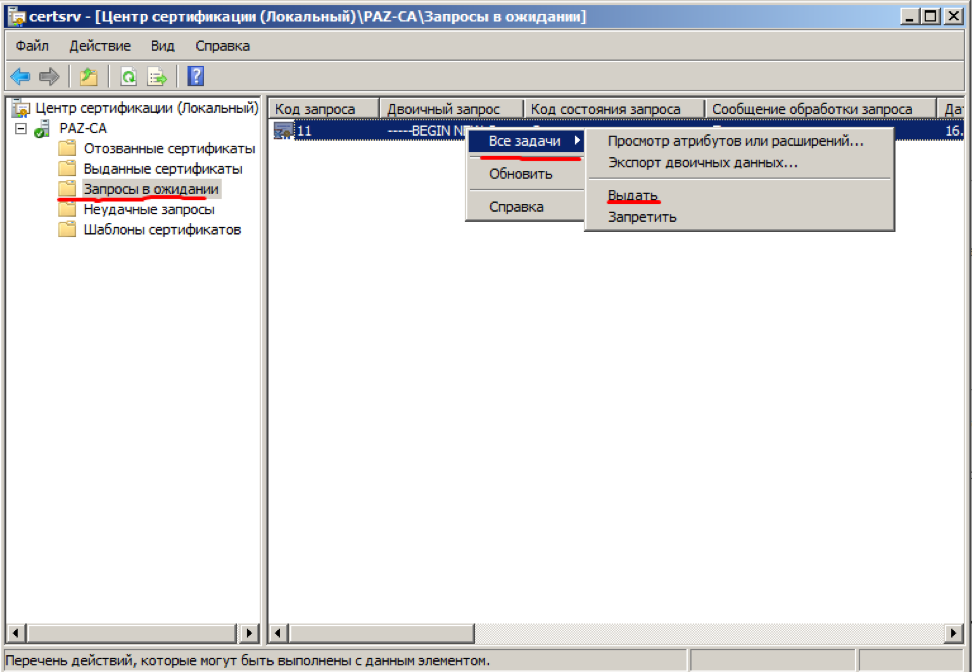 certsrv - [Центр сертификации (Локальный)\PAZ-CA\Запросы в ожидании]
Файл Действие Вид Справка
Центр сертификации (Локальный)
PAZ-CA
Отозванные сертификаты
Выданные сертификаты
Запросы в ожидании
Неудачные запросы
Шаблоны сертификатов
Код запроса Двоичный запрос Код состояния запроса Сообщение обработки запроса
11 -----BEGIN 16.
Все задачи
Обновить
Справка
Просмотр атрибутов или расширений...
Экспорт двоичных данных...
Выдать
Запретить
Перечень действий, которые могут быть выполнены с данным элементом.